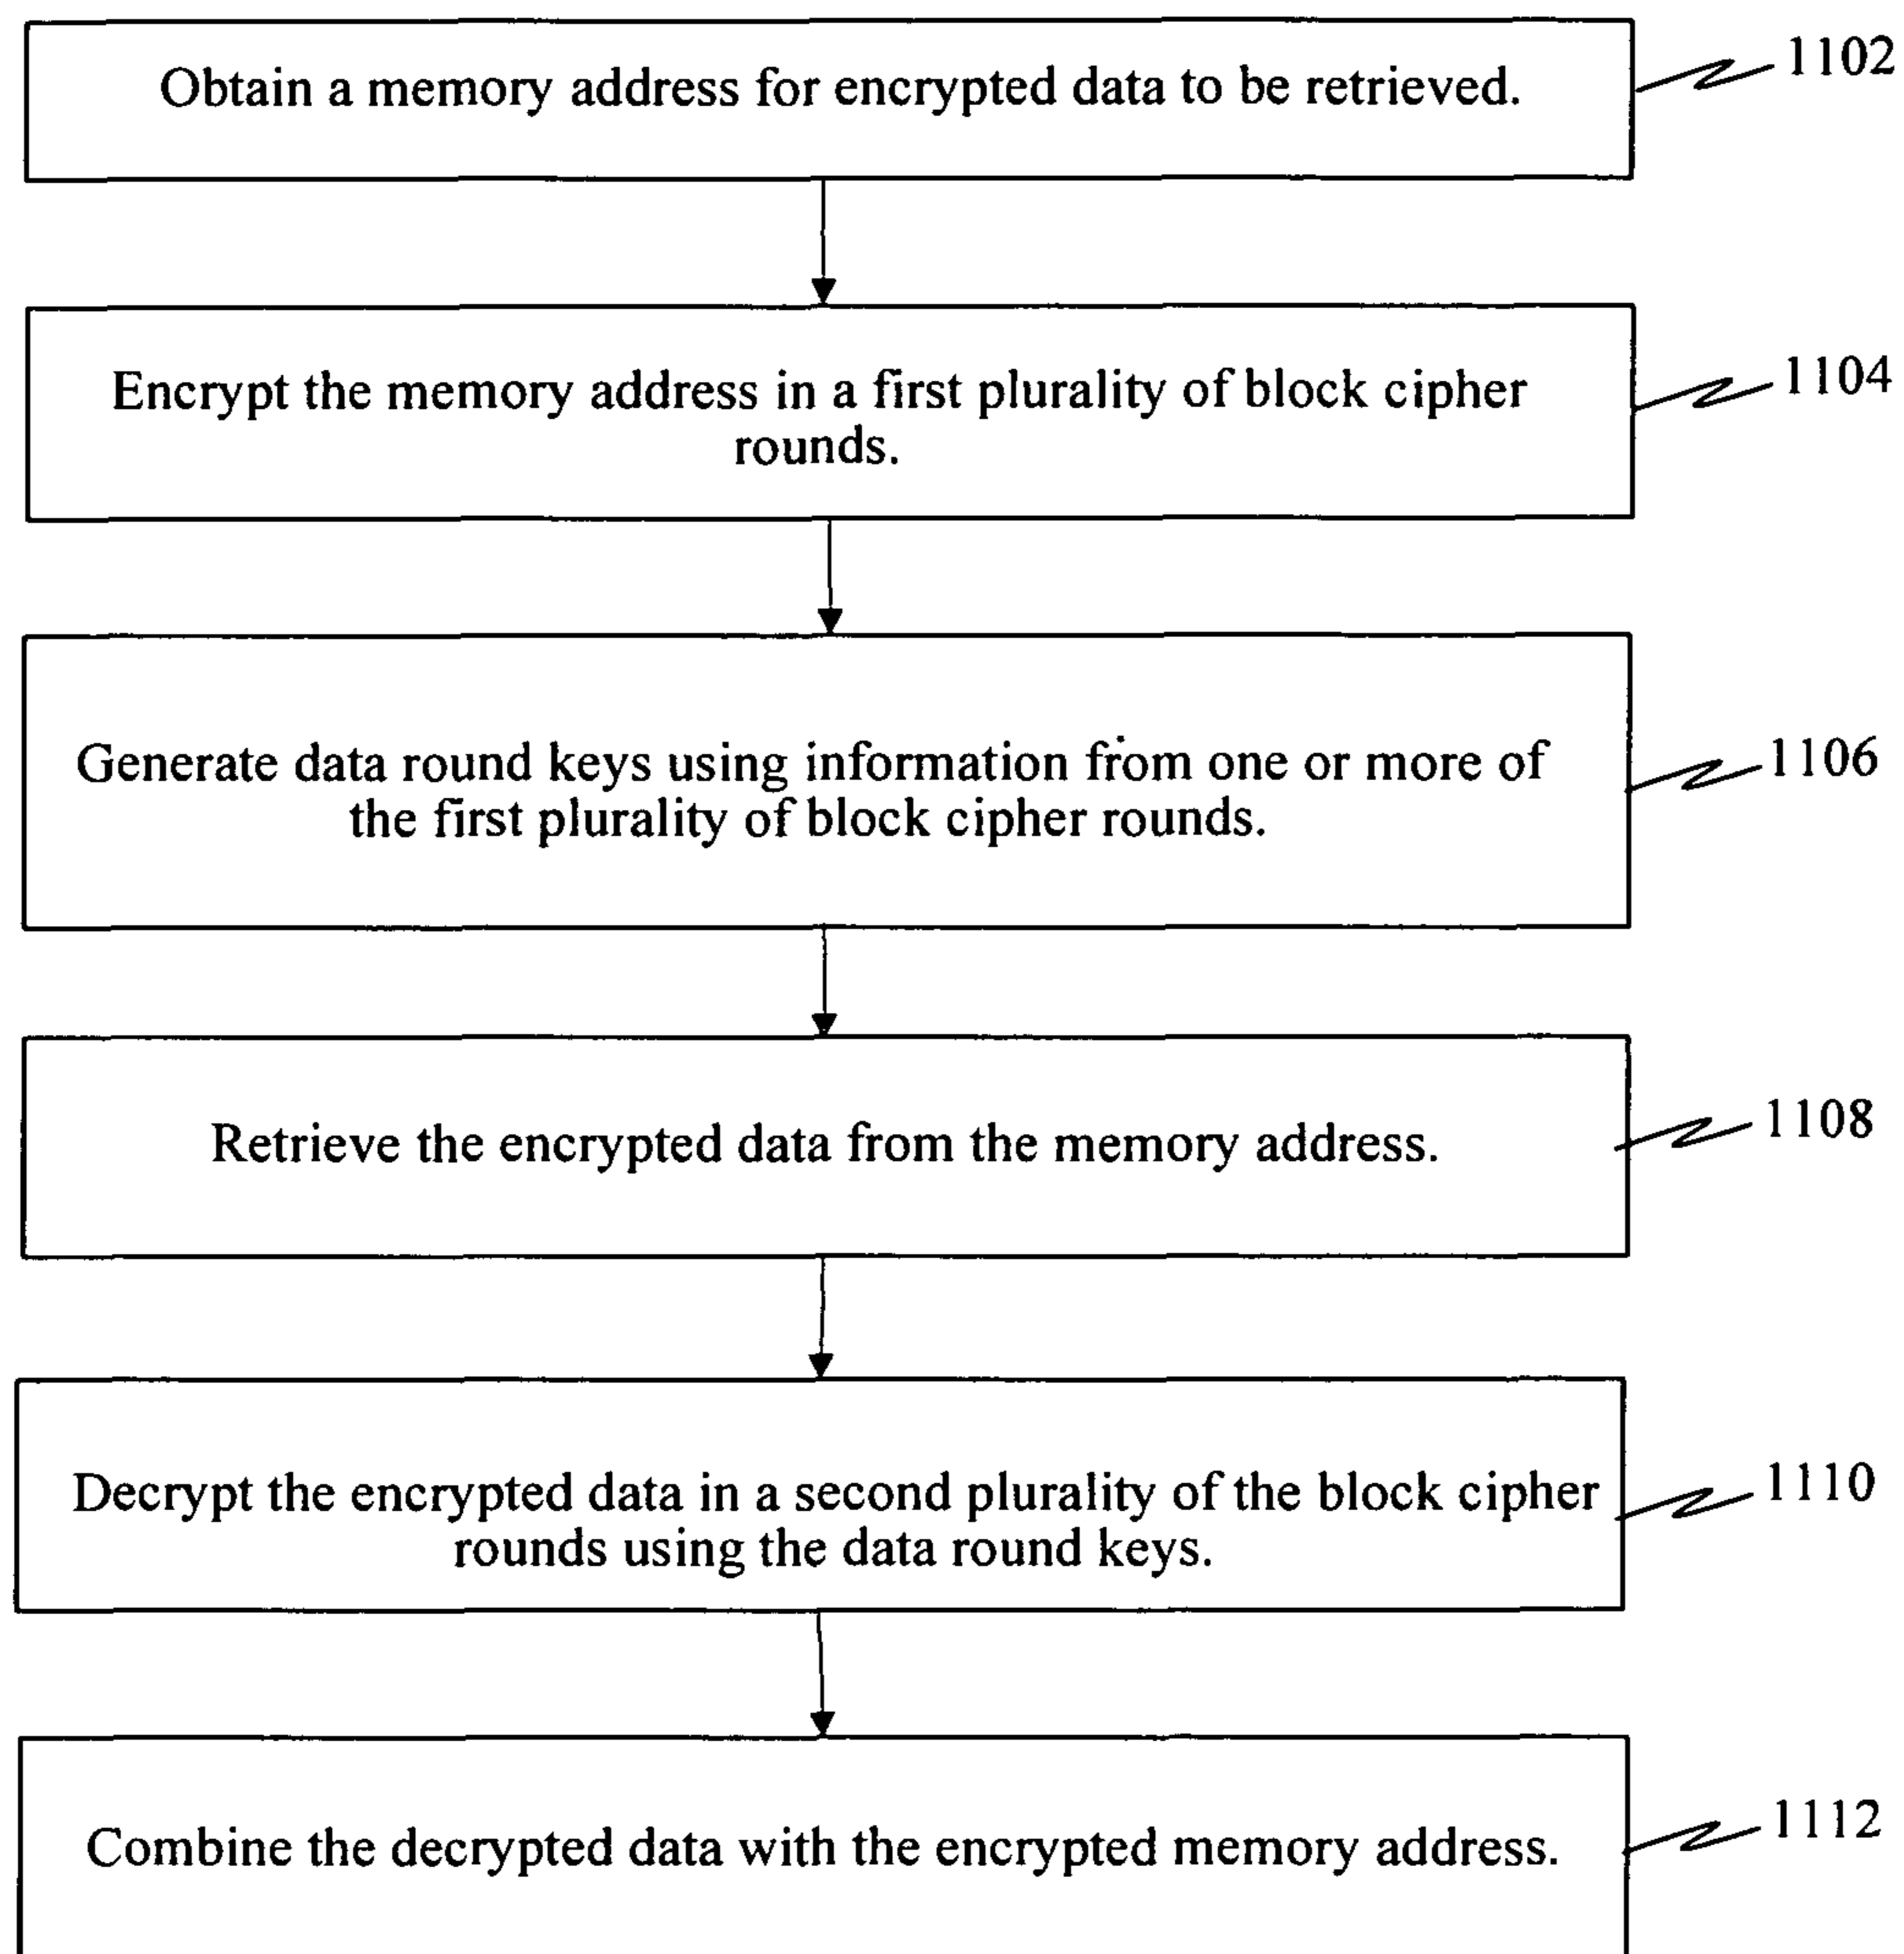 Obtain a memory address for encrypted data to be retrieved.
1102
Encrypt the memory address in a first plurality of block cipher
rounds.
1104
Generate data round keys using information from one or more of
the first plurality of block cipher rounds.
1106
Retrieve the encrypted data from the memory address.
1108
Decrypt the encrypted data in a second plurality of the block cipher
rounds using the data round keys.
1110
Combine the decrypted data with the encrypted memory address.
1112